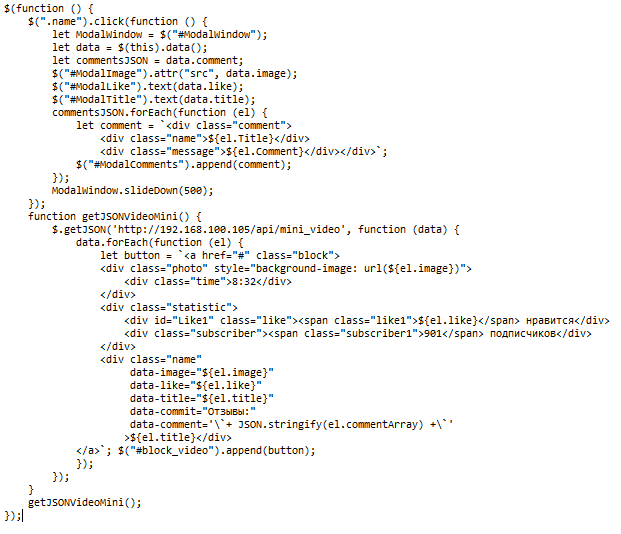 $(function () {
    $(".name").click(function () {
        let ModalWindow = $("#ModalWindow");
        let data = $(this).data();
        let commentsJSON = data.comment;
        $("#ModalImage").attr("src", data.image);
        $("#ModalLike").text(data.like);
        $("#ModalTitle").text(data.title);
        commentsJSON.forEach(function (el) {
            let comment = `<div class="comment">
                <div class="name">${el.Title}</div>
                <div class="message">${el.Comment}</div></div>`;
            $("#ModalComments").append(comment);
        });
        ModalWindow.slideDown(500);
    });
    function getJSONVideoMini() {
        $.getJSON('http://192.168.100.105/api/mini_video', function (data) {
            data.forEach(function (el) {
                let button = `<a href="#" class="block">
                <div class="photo" style="background-image: url(${el.image})">
                    <div class="time">8:32</div>
                </div>
                <div class="statistic">
                    <div id="Like1" class="like"><span class="like1">${el.like}</span> нравится</div>
                    <div class="subscriber"><span class="subscriber1">901</span> подписчиков</div>
                </div>
                <div class="name"
                     data-image="${el.image}"
                     data-like="${el.like}"
                     data-title="${el.title}"
                     data-commit="Отзывы:"
                     data-comment='\`+ JSON.stringify(el.commentArray) +\`'
                    >${el.title}</div>
            </a>`; $("#block_video").append(button);
            });
        });
    }
    getJSONVideoMini();
});